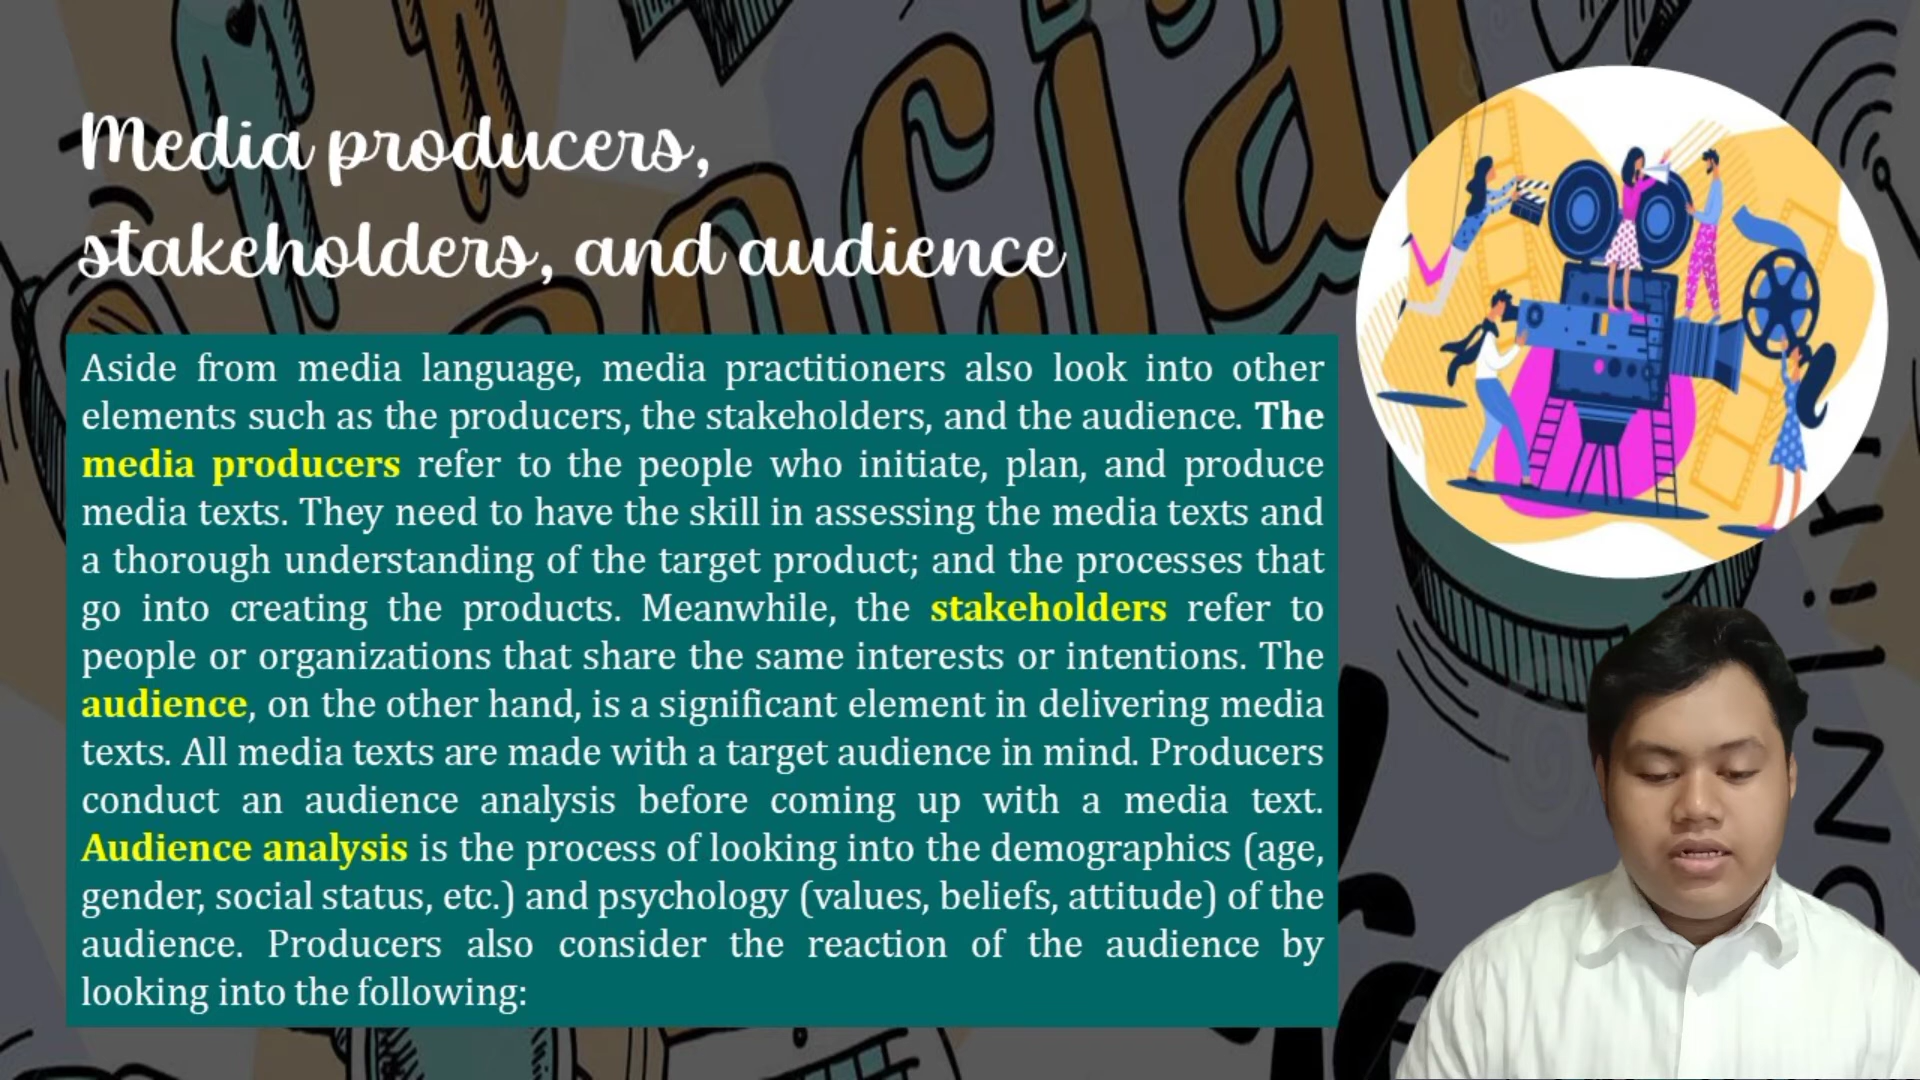 Media producers,
stakeholders, and audience
Aside from media language, media practitioners also look into other
elements such as the producers, the stakeholders, and the audience. The
media producers refer to the people who initiate, plan, and produce
media texts. They need to have the skill in assessing the media texts and
a thorough understanding of the target product; and the processes that
go into creating the products. Meanwhile, the stakeholders refer to
people or organizations that share the same interests or intentions. The
audience, on the other hand, is a significant element in delivering media
texts. All media texts are made with a target audience in mind. Producers
conduct an audience analysis before coming up with a media text.
Audience analysis is the process of looking into the demographics (age,
gender, social status, etc.) and psychology (values, beliefs, attitude) of the
audience. Producers also consider the reaction of the audience by
looking into the following: